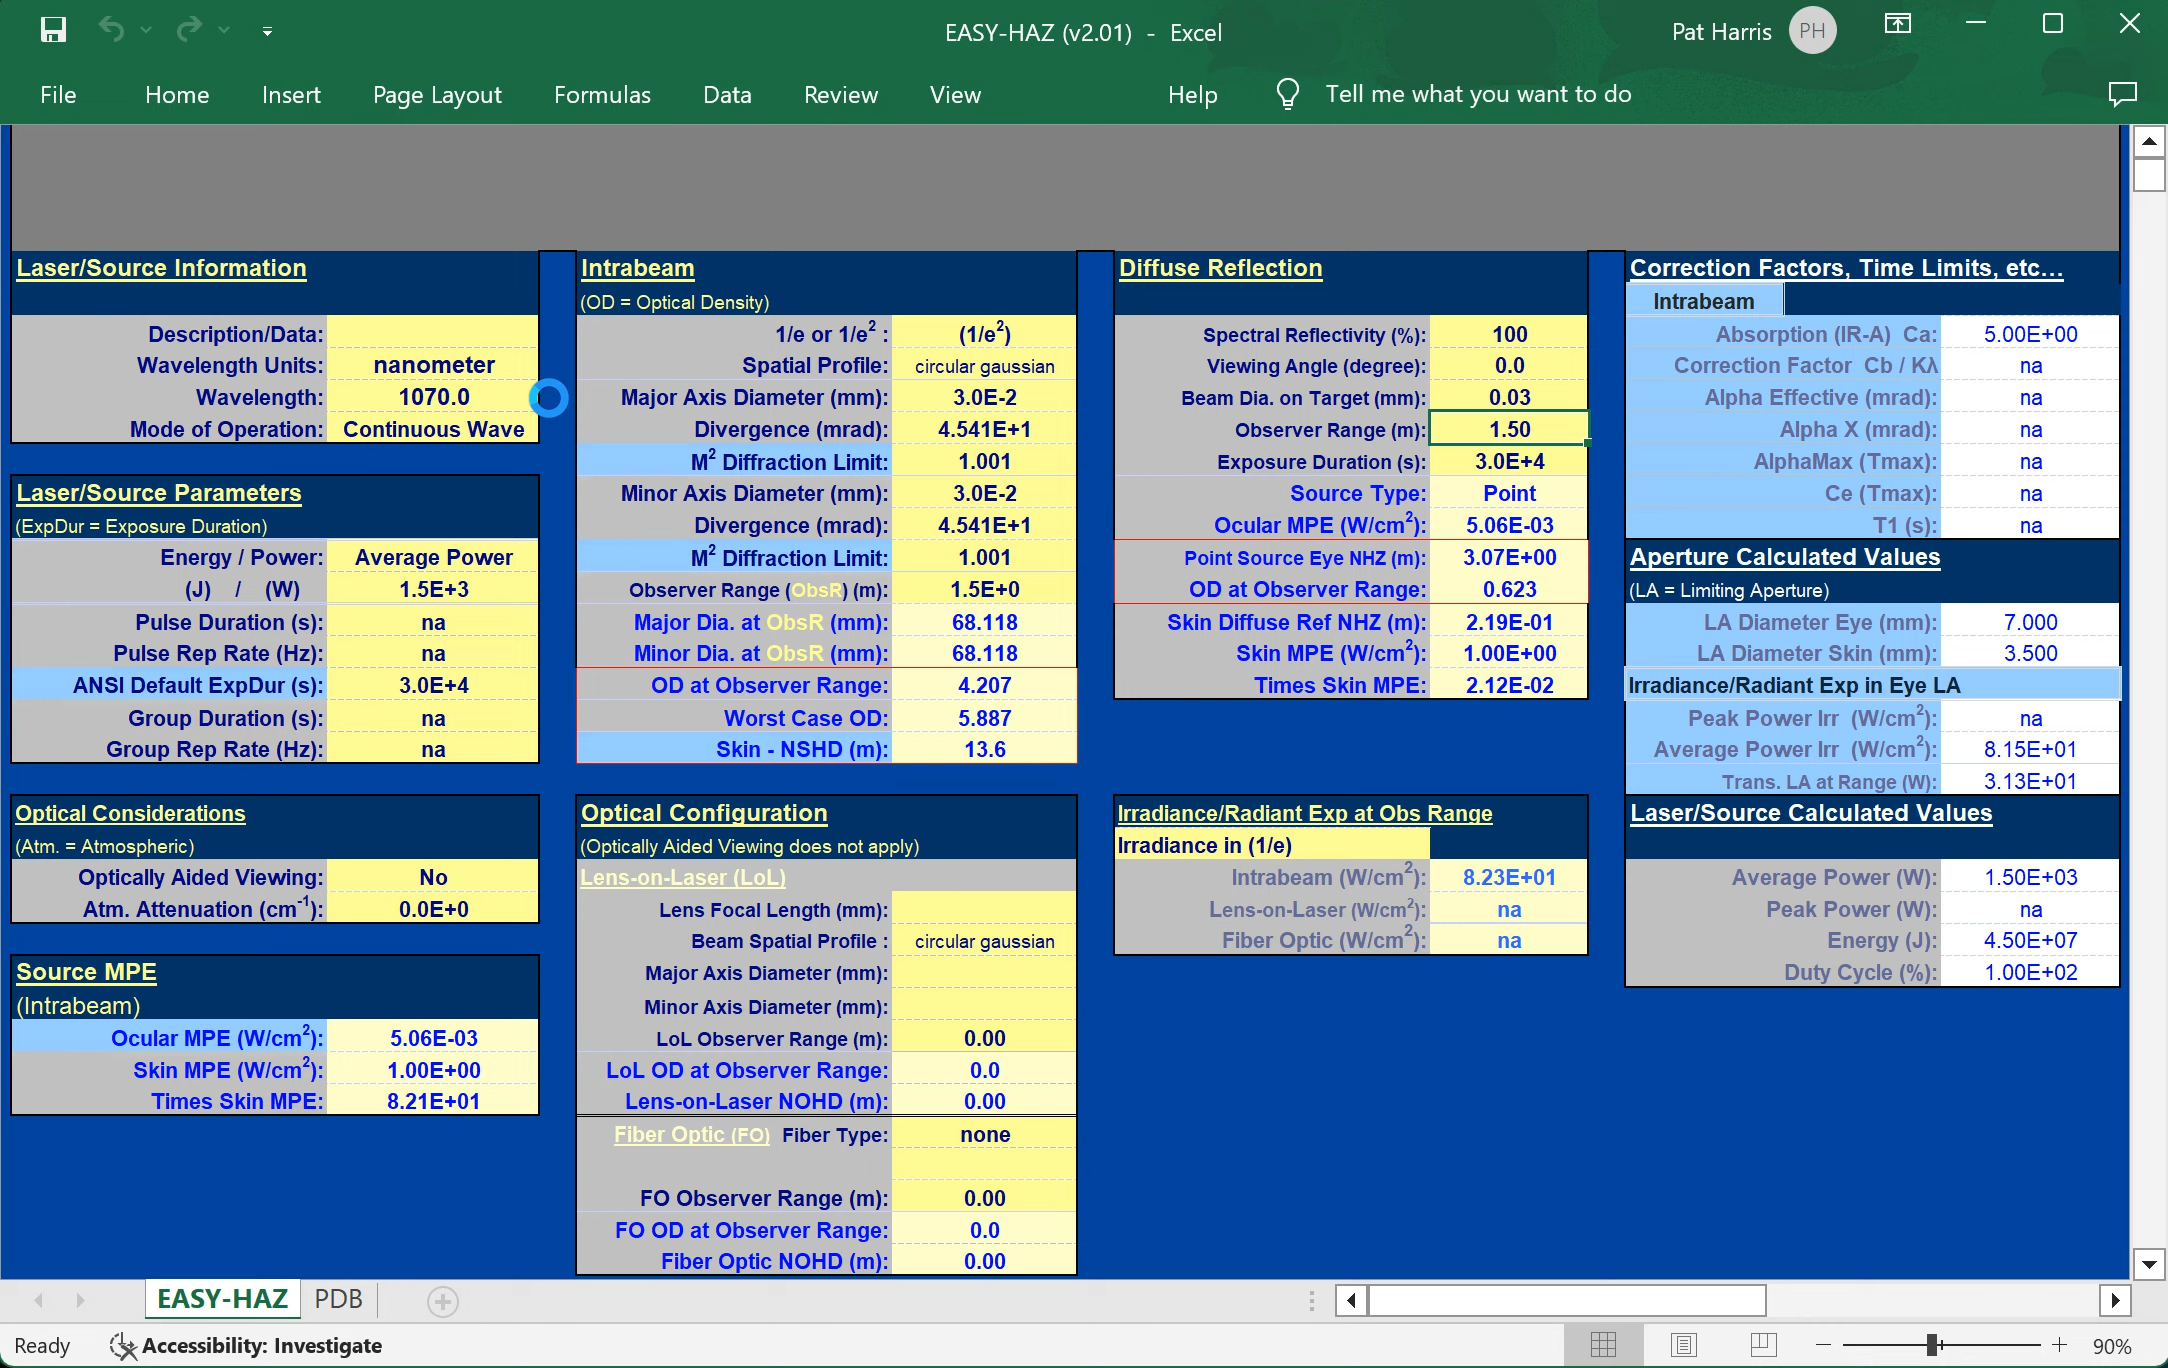 EASY-HAZ (v2.01) - Excel
Pat Harris
PH
File
Home
Insert
Page Layout
Formulas
Data
Review
View
Help
Tell me what you want to do
Laser/Source Information
Description/Data:
Wavelength Units: nanometer
Wavelength: 1070.0
Mode of Operation: Continuous Wave
Laser/Source Parameters
(ExpDur = Exposure Duration)
Energy / Power: Average Power
(J) / (W) 1.5E+3
Pulse Duration (s): na
Pulse Rep Rate (Hz): na
ANSI Default ExpDur (s): 3.0E+4
Group Duration (s): na
Group Rep Rate (Hz): na
Optical Considerations
(Atm. = Atmospheric)
Optically Aided Viewing: No
Atm. Attenuation (cm⁻¹): 0.0E+0
Source MPE
(Intrabeam)
Ocular MPE (W/cm²): 5.06E-03
Skin MPE (W/cm²): 1.00E+00
Times Skin MPE: 8.21E+01
Intrabeam
(OD = Optical Density)
1/e or 1/e² : (1/e²)
Spatial Profile: circular gaussian
Major Axis Diameter (mm): 3.0E-2
Divergence (mrad): 4.541E+1
M² Diffraction Limit: 1.001
Minor Axis Diameter (mm): 3.0E-2
Divergence (mrad): 4.541E+1
M² Diffraction Limit: 1.001
Observer Range (ObsR) (m): 1.5E+0
Major Dia. at ObsR (mm): 68.118
Minor Dia. at ObsR (mm): 68.118
OD at Observer Range: 4.207
Worst Case OD: 5.887
Skin - NSHD (m): 13.6
Optical Configuration
(Optically Aided Viewing does not apply)
Lens-on-Laser (LoL)
Lens Focal Length (mm):
Beam Spatial Profile : circular gaussian
Major Axis Diameter (mm):
Minor Axis Diameter (mm):
LoL Observer Range (m): 0.00
LoL OD at Observer Range: 0.0
Lens-on-Laser NOHD (m): 0.00
Fiber Optic (FO) Fiber Type: none
FO Observer Range (m): 0.00
FO OD at Observer Range: 0.0
Fiber Optic NOHD (m): 0.00
Diffuse Reflection
Spectral Reflectivity (%): 100
Viewing Angle (degree): 0.0
Beam Dia. on Target (mm): 0.03
Observer Range (m): 1.50
Exposure Duration (s): 3.0E+4
Source Type: Point
Ocular MPE (W/cm²): 5.06E-03
Point Source Eye NHZ (m): 3.07E+00
OD at Observer Range: 0.623
Skin Diffuse Ref NHZ (m): 2.19E-01
Skin MPE (W/cm²): 1.00E+00
Times Skin MPE: 2.12E-02
Irradiance/Radiant Exp at Obs Range
Irradiance in (1/e)
Intrabeam (W/cm²): 8.23E+01
Lens-on-Laser (W/cm²): na
Fiber Optic (W/cm²): na
Correction Factors, Time Limits, etc...
Intrabeam
Absorption (IR-A) Ca: 5.00E+00
Correction Factor Cb / Kλ na
Alpha Effective (mrad): na
Alpha X (mrad): na
AlphaMax (Tmax): na
Ce (Tmax): na
T1 (s): na
Aperture Calculated Values
(LA = Limiting Aperture)
LA Diameter Eye (mm): 7.000
LA Diameter Skin (mm): 3.500
Irradiance/Radiant Exp in Eye LA
Peak Power Irr (W/cm²): na
Average Power Irr (W/cm²): 8.15E+01
Trans. LA at Range (W): 3.13E+01
Laser/Source Calculated Values
Average Power (W): 1.50E+03
Peak Power (W): na
Energy (J): 4.50E+07
Duty Cycle (%): 1.00E+02
EASY-HAZ
PDB
Ready
Accessibility: Investigate
90%